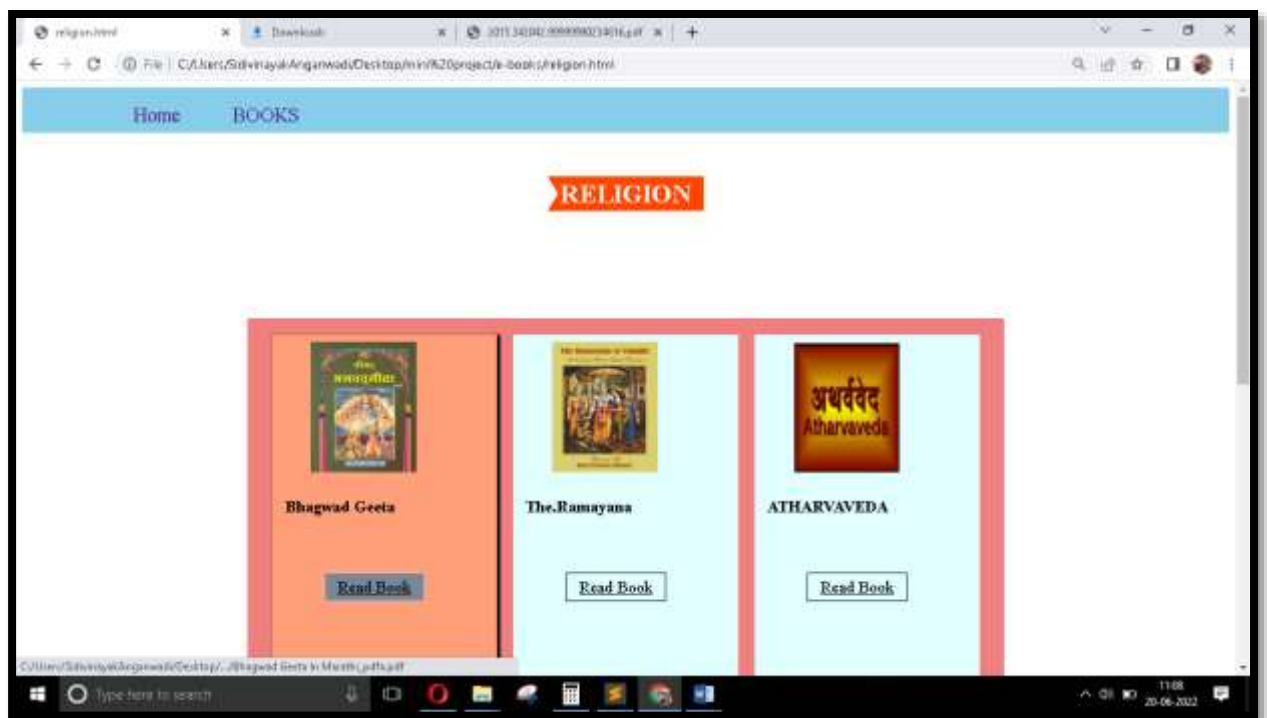 religion.html
Downloads
File | C:/Users/SidivinayakAnganwadi/Desktop/mini%20project/e-books/religion.html
Home BOOKS
RELIGION
अथर्ववेद
Atharvaveda
Bhagwad Geeta The.Ramayana ATHARVAVEDA
Read Book Read Book Read Book
Type here to search
11:08
20-06-2022